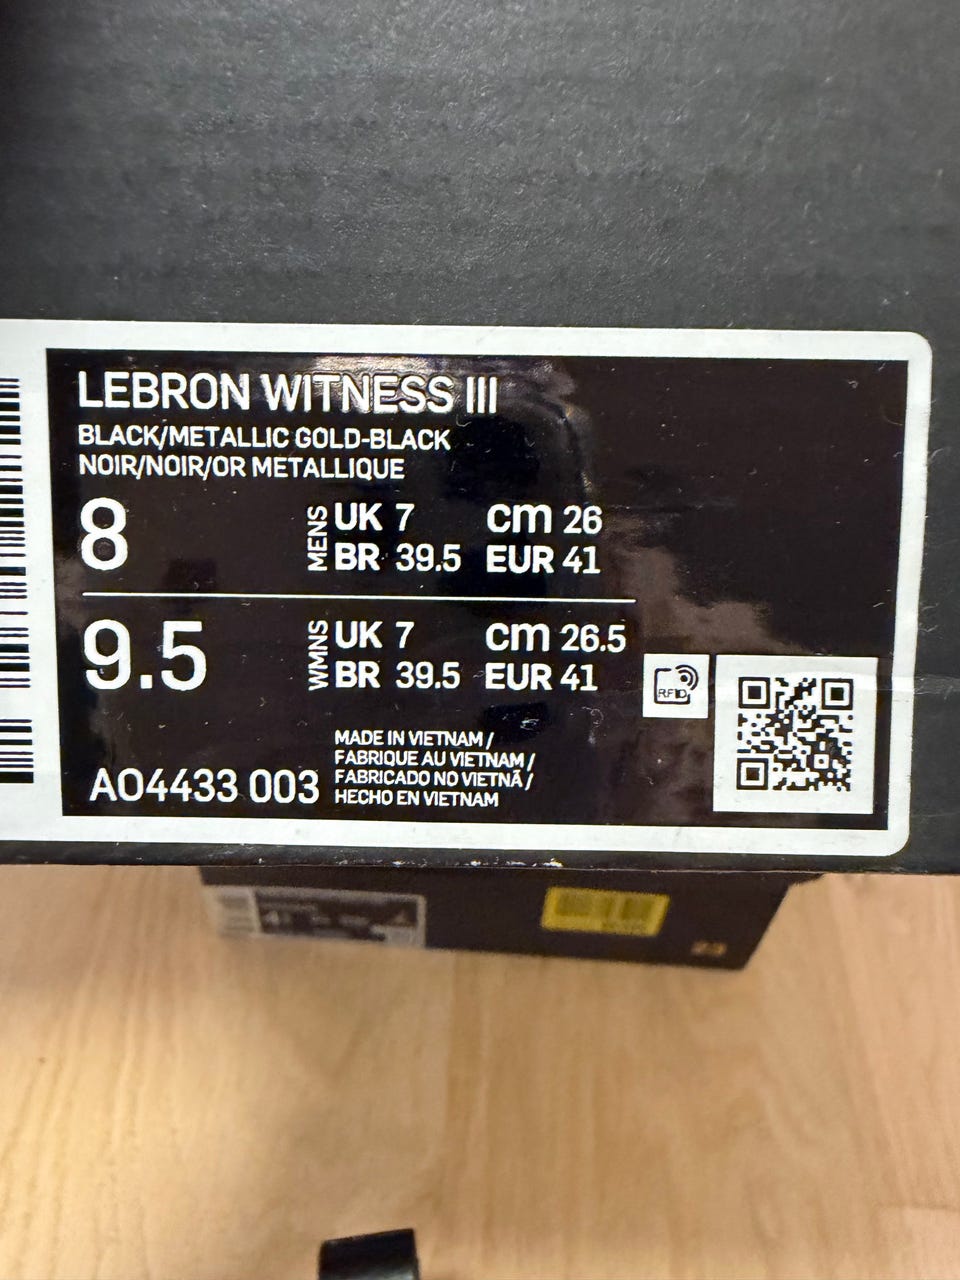 LEBRON WITNESS III
BLACK/METALLIC GOLD-BLACK
NOIR/NOIR/OR METALLIQUE
8 MENS UK 7 cm 26
BR 39.5 EUR 41
9.5 WMNS UK 7 cm 26.5
BR 39.5 EUR 41
RFID
MADE IN VIETNAM /
FABRIQUE AU VIETNAM /
FABRICADO NO VIETNÃ /
HECHO EN VIETNAM
AO4433 003
23